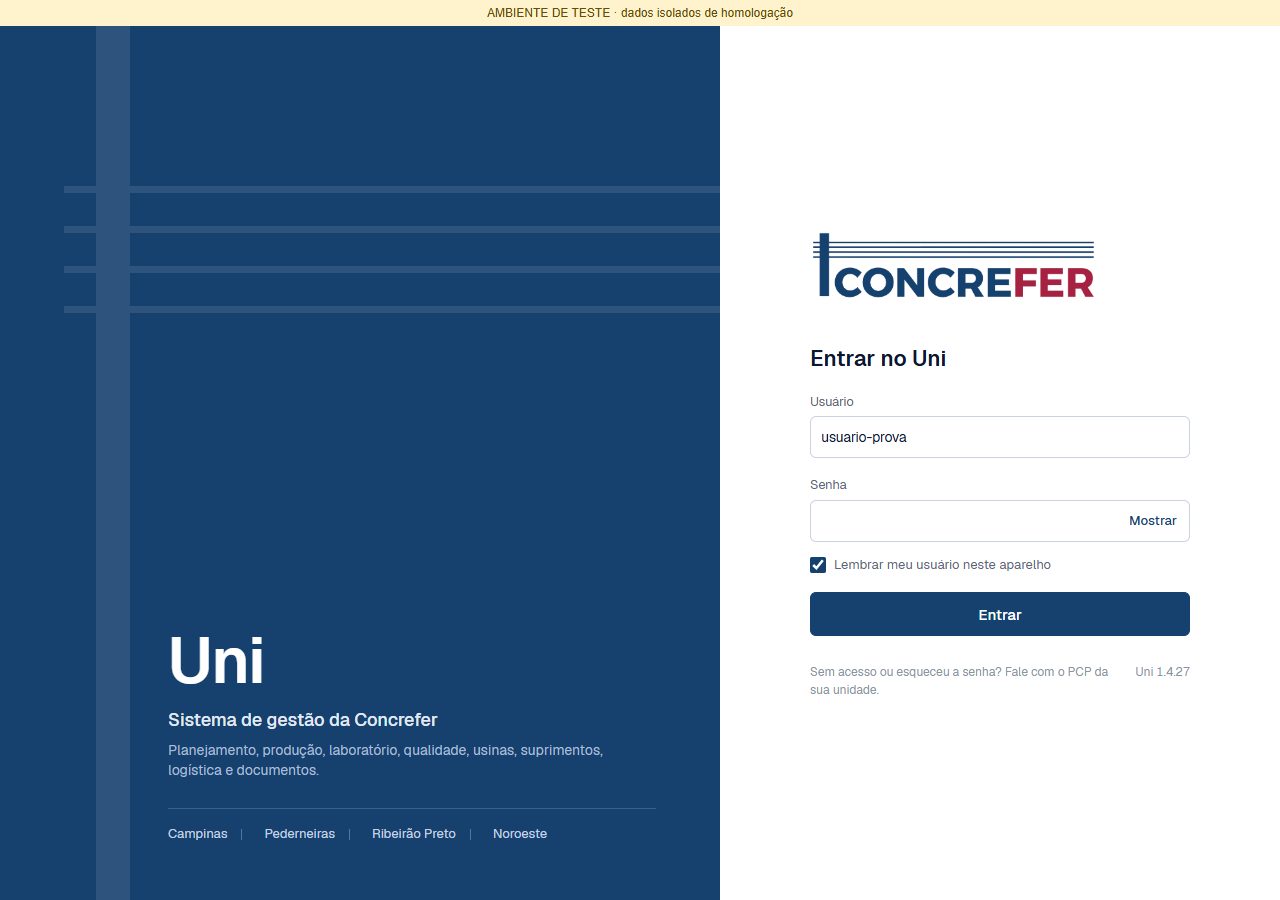 AMBIENTE DE TESTE · dados isolados de homologação
Uni
Sistema de gestão da Concrefer
Planejamento, produção, laboratório, qualidade, usinas, suprimentos,
logística e documentos.
Campinas | Pederneiras | Ribeirão Preto | Noroeste
CONCREFER
Entrar no Uni
Usuário
usuario-prova
Senha
Mostrar
Lembrar meu usuário neste aparelho
Entrar
Sem acesso ou esqueceu a senha? Fale com o PCP da
sua unidade.
Uni 1.4.27